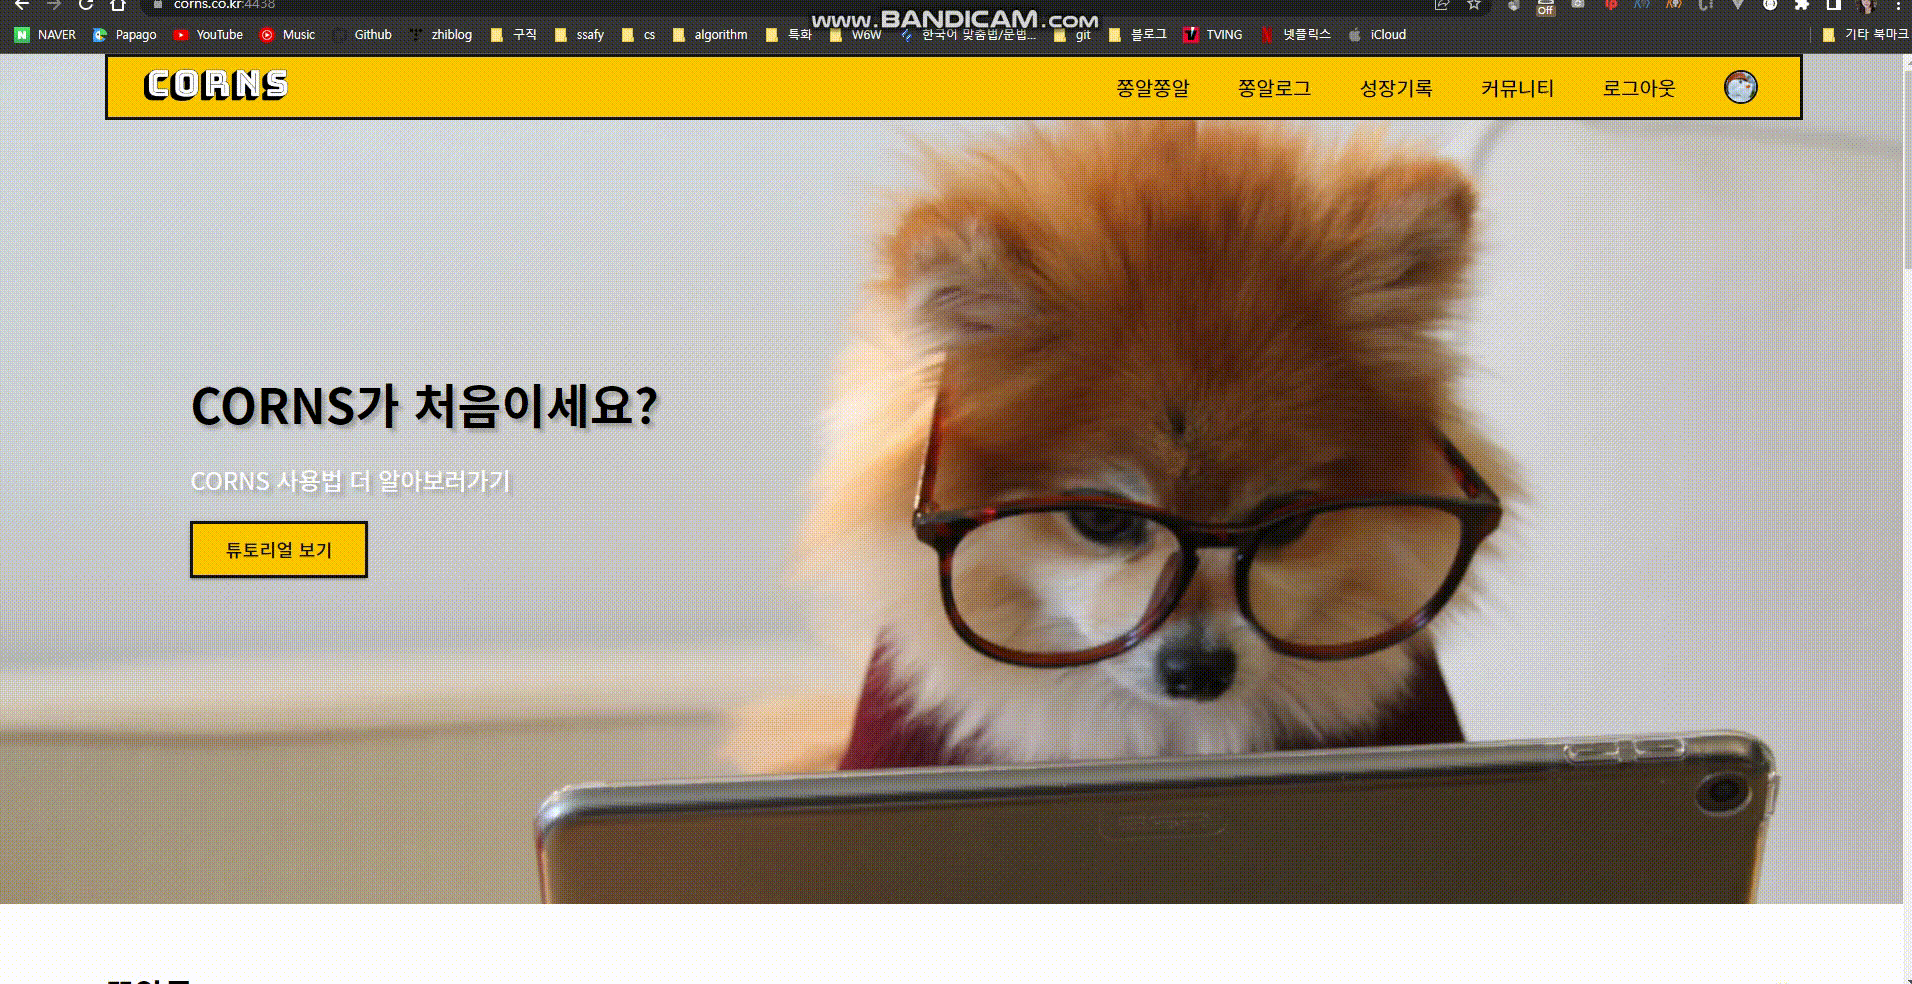 corns.co.kr:4438
www.BANDICAM.com
Off
NAVER Papago YouTube Music Github zhiblog 구직 ssafy cs algorithm 특화 W6W 한국어 맞춤법/문법... git 블로그 TVING 넷플릭스 iCloud 기타 북마크
CORNS 쫑알쫑알 쫑알로그 성장기록 커뮤니티 로그아웃
CORNS가 처음이세요?
CORNS 사용법 더 알아보러가기
튜토리얼 보기